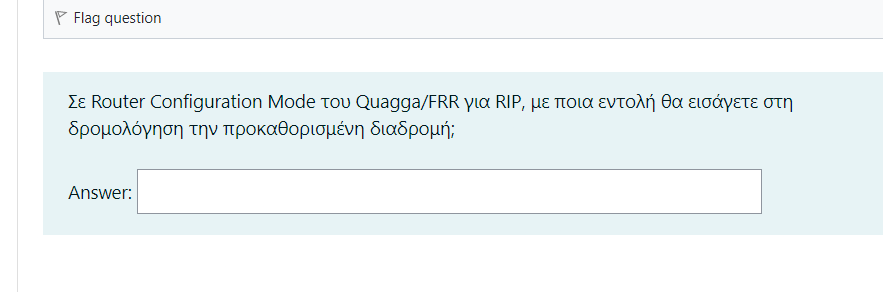 Flag question
Σε Router Configuration Mode του Quagga/FRR για RIP, με ποια εντολή θα εισάγετε στη
δρομολόγηση την προκαθορισμένη διαδρομή;
Answer: